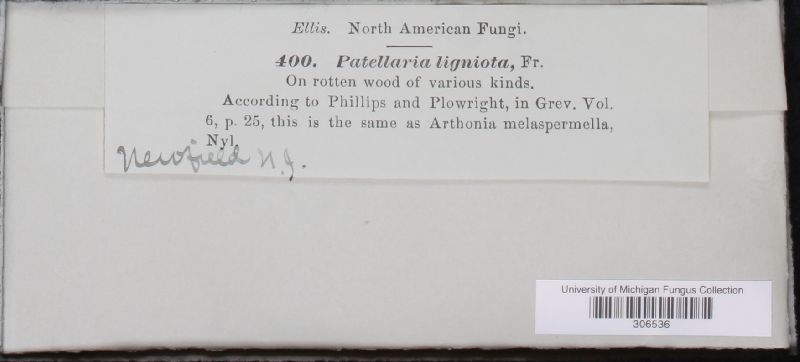 Ellis. North American Fungi.
400. Patellaria ligniota, Fr.
On rotten wood of various kinds.
According to Phillips and Plowright, in Grev. Vol.
6, p. 25, this is the same as Arthonia melaspermella,
Nyl.
Newfield N.J.
University of Michigan Fungus Collection
306536